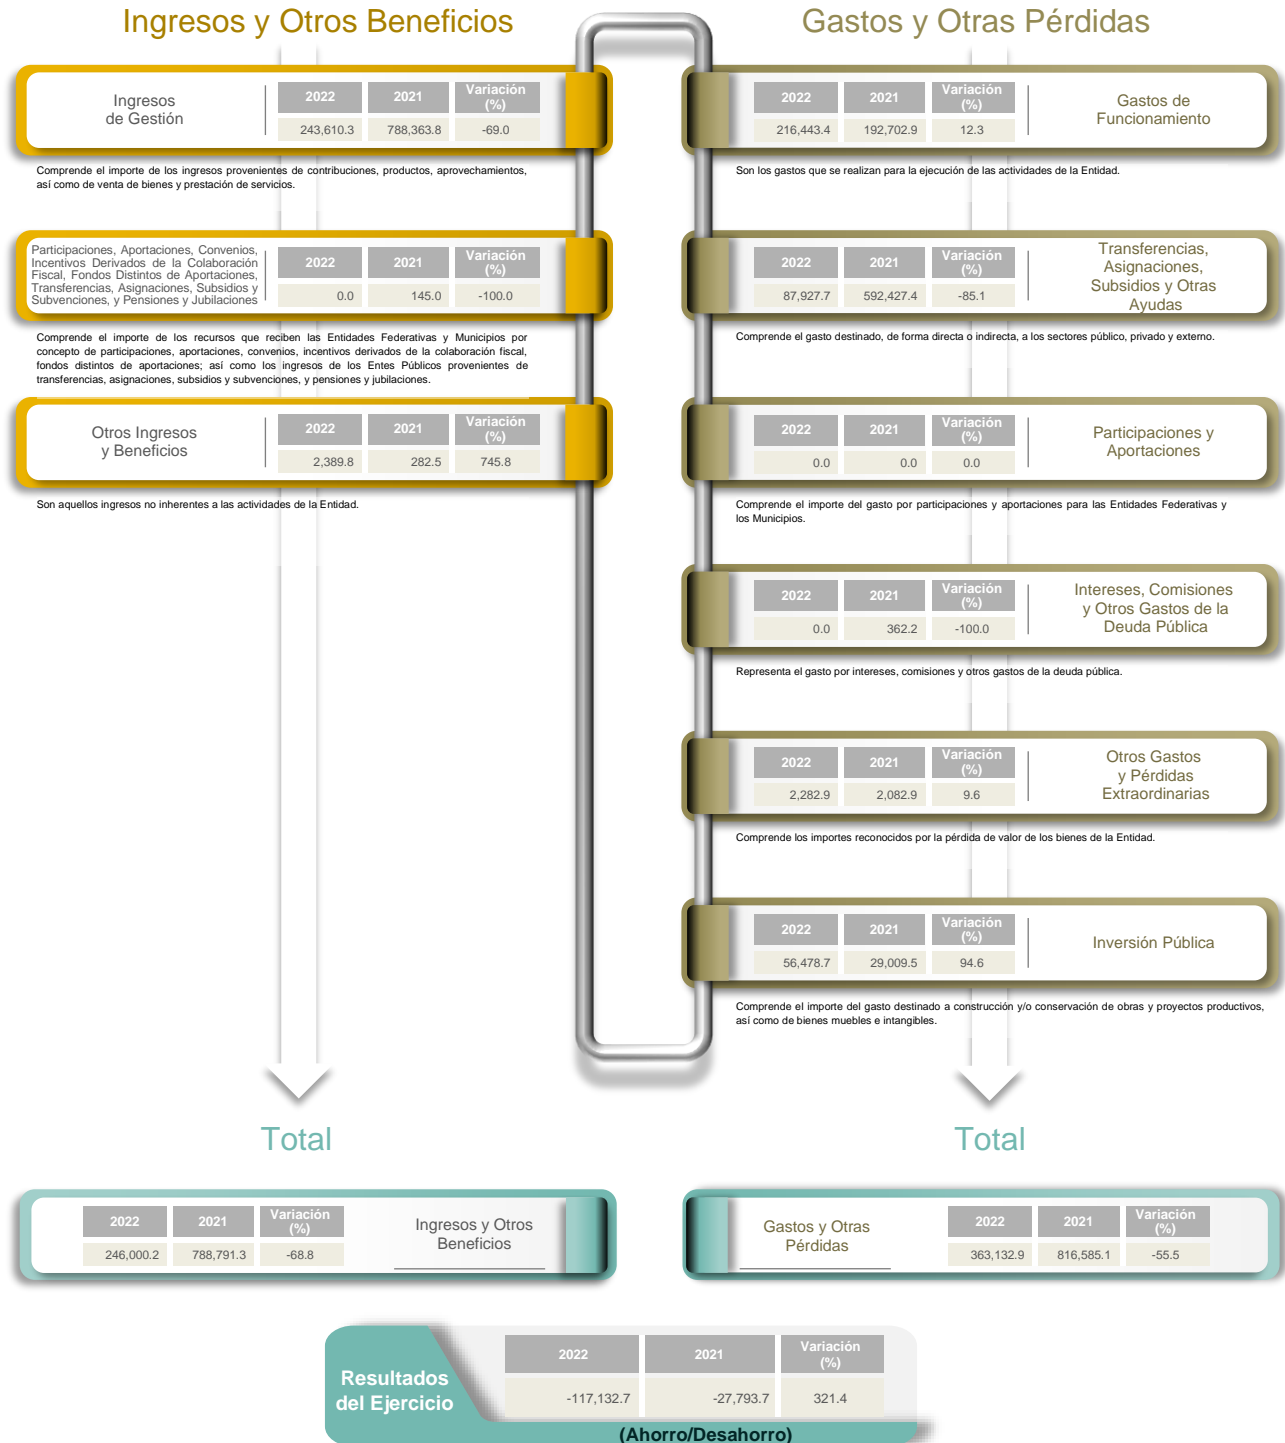 Ingresos y Otros Beneficios
Ingresos
de Gestión
2022 2021 Variación (%)
243,610.3 788,363.8 -69.0
Comprende el importe de los ingresos provenientes de contribuciones, productos, aprovechamientos,
así como de venta de bienes y prestación de servicios.
Participaciones, Aportaciones, Convenios,
Incentivos Derivados de la Colaboración
Fiscal, Fondos Distintos de Aportaciones,
Transferencias, Asignaciones, Subsidios y
Subvenciones, y Pensiones y Jubilaciones
2022 2021 Variación (%)
0.0 145.0 -100.0
Comprende el importe de los recursos que reciben las Entidades Federativas y Municipios por
concepto de participaciones, aportaciones, convenios, incentivos derivados de la colaboración fiscal,
fondos distintos de aportaciones; así como los ingresos de los Entes Públicos provenientes de
transferencias, asignaciones, subsidios y subvenciones, y pensiones y jubilaciones.
Otros Ingresos
y Beneficios
2022 2021 Variación (%)
2,389.8 282.5 745.8
Son aquellos ingresos no inherentes a las actividades de la Entidad.
Gastos y Otras Pérdidas
2022 2021 Variación (%)
216,443.4 192,702.9 12.3
Gastos de
Funcionamiento
Son los gastos que se realizan para la ejecución de las actividades de la Entidad.
2022 2021 Variación (%)
87,927.7 592,427.4 -85.1
Transferencias,
Asignaciones,
Subsidios y Otras
Ayudas
Comprende el gasto destinado, de forma directa o indirecta, a los sectores público, privado y externo.
2022 2021 Variación (%)
0.0 0.0 0.0
Participaciones y
Aportaciones
Comprende el importe del gasto por participaciones y aportaciones para las Entidades Federativas y
los Municipios.
2022 2021 Variación (%)
0.0 362.2 -100.0
Intereses, Comisiones
y Otros Gastos de la
Deuda Pública
Representa el gasto por intereses, comisiones y otros gastos de la deuda pública.
2022 2021 Variación (%)
2,282.9 2,082.9 9.6
Otros Gastos
y Pérdidas
Extraordinarias
Comprende los importes reconocidos por la pérdida de valor de los bienes de la Entidad.
2022 2021 Variación (%)
56,478.7 29,009.5 94.6
Inversión Pública
Comprende el importe del gasto destinado a construcción y/o conservación de obras y proyectos productivos,
así como de bienes muebles e intangibles.
Total
2022 2021 Variación (%)
246,000.2 788,791.3 -68.8
Ingresos y Otros
Beneficios
Total
Gastos y Otras
Pérdidas
2022 2021 Variación (%)
363,132.9 816,585.1 -55.5
Resultados
del Ejercicio
2022 2021 Variación (%)
-117,132.7 -27,793.7 321.4
(Ahorro/Desahorro)